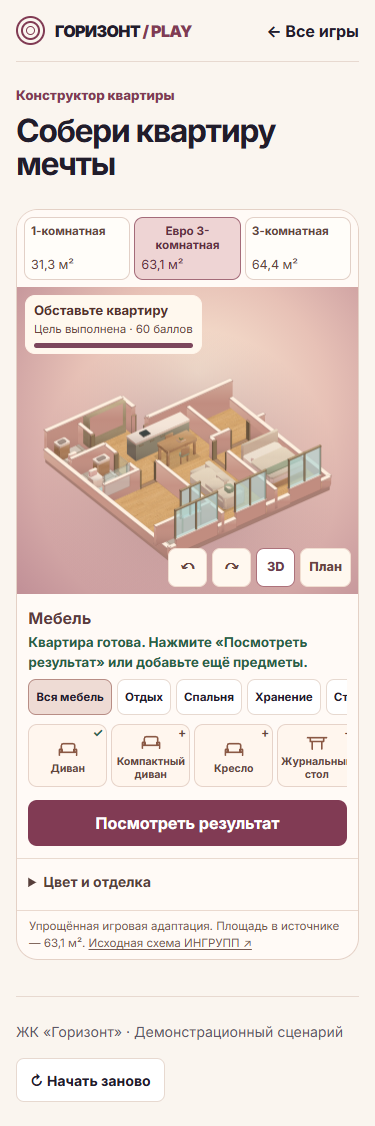 ГОРИЗОНТ / PLAY
← Все игры
Конструктор квартиры
Собери квартиру
мечты
1-комнатная
31,3 м²
Евро 3-
комнатная
63,1 м²
3-комнатная
64,4 м²
Обставьте квартиру
Цель выполнена · 60 баллов
3D
План
Мебель
Квартира готова. Нажмите «Посмотреть
результат» или добавьте ещё предметы.
Вся мебель
Отдых
Спальня
Хранение
Ст
Диван
Компактный
диван
Кресло
Журнальный
стол
Посмотреть результат
▶ Цвет и отделка
Упрощённая игровая адаптация. Площадь в источнике
— 63,1 м². Исходная схема ИНГРУПП ↗
ЖК «Горизонт» · Демонстрационный сценарий
↻ Начать заново